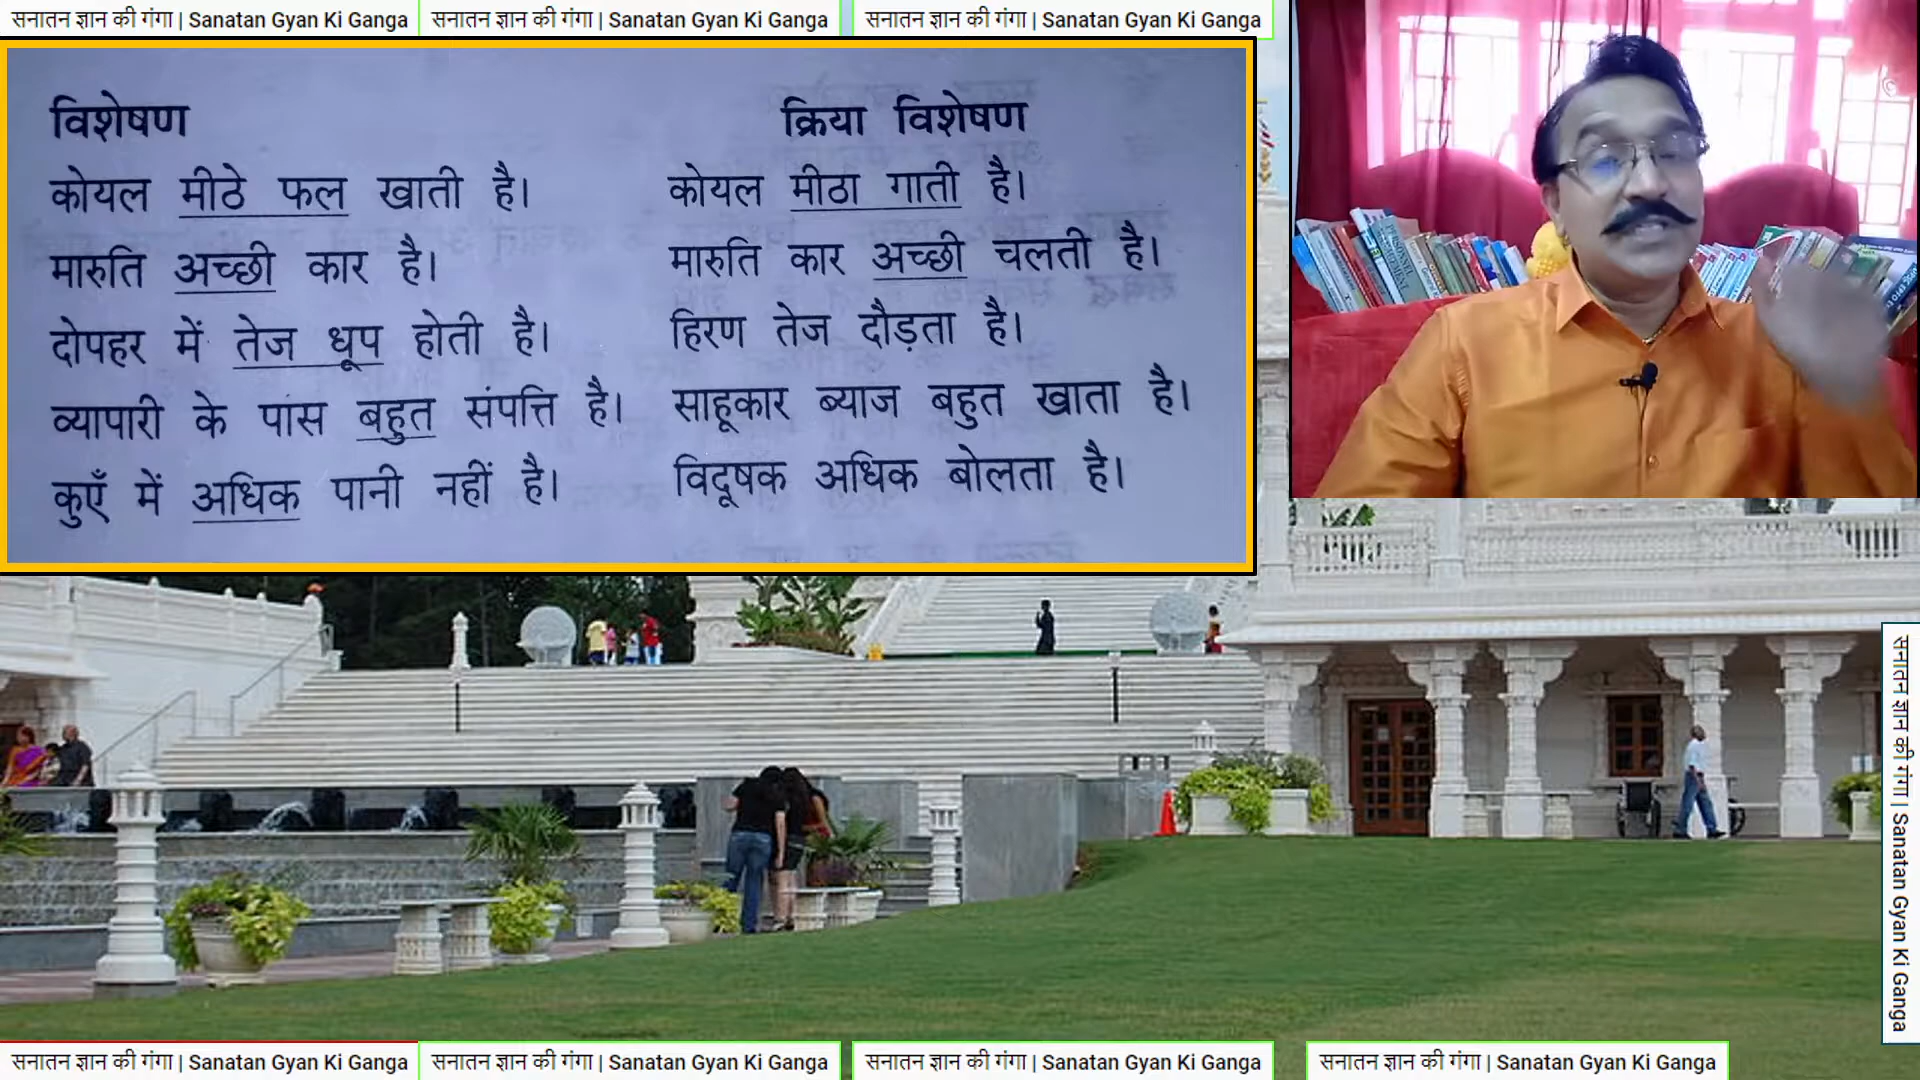 सनातन ज्ञान की गंगा | Sanatan Gyan Ki Ganga
सनातन ज्ञान की गंगा | Sanatan Gyan Ki Ganga
सनातन ज्ञान की गंगा | Sanatan Gyan Ki Ganga
विशेषण
कोयल मीठे फल खाती है।
मारुति अच्छी कार है।
दोपहर में तेज धूप होती है।
व्यापारी के पास बहुत संपत्ति है।
कुएँ में अधिक पानी नहीं है।
क्रिया विशेषण
कोयल मीठा गाती है।
मारुति कार अच्छी चलती है।
हिरण तेज दौड़ता है।
साहूकार ब्याज बहुत खाता है।
विदूषक अधिक बोलता है।
PERSONNEL
सनातन ज्ञान की गंगा | Sanatan Gyan Ki Ganga
सनातन ज्ञान की गंगा | Sanatan Gyan Ki Ganga
सनातन ज्ञान की गंगा | Sanatan Gyan Ki Ganga
सनातन ज्ञान की गंगा | Sanatan Gyan Ki Ganga
सनातन ज्ञान की गंगा | Sanatan Gyan Ki Ganga